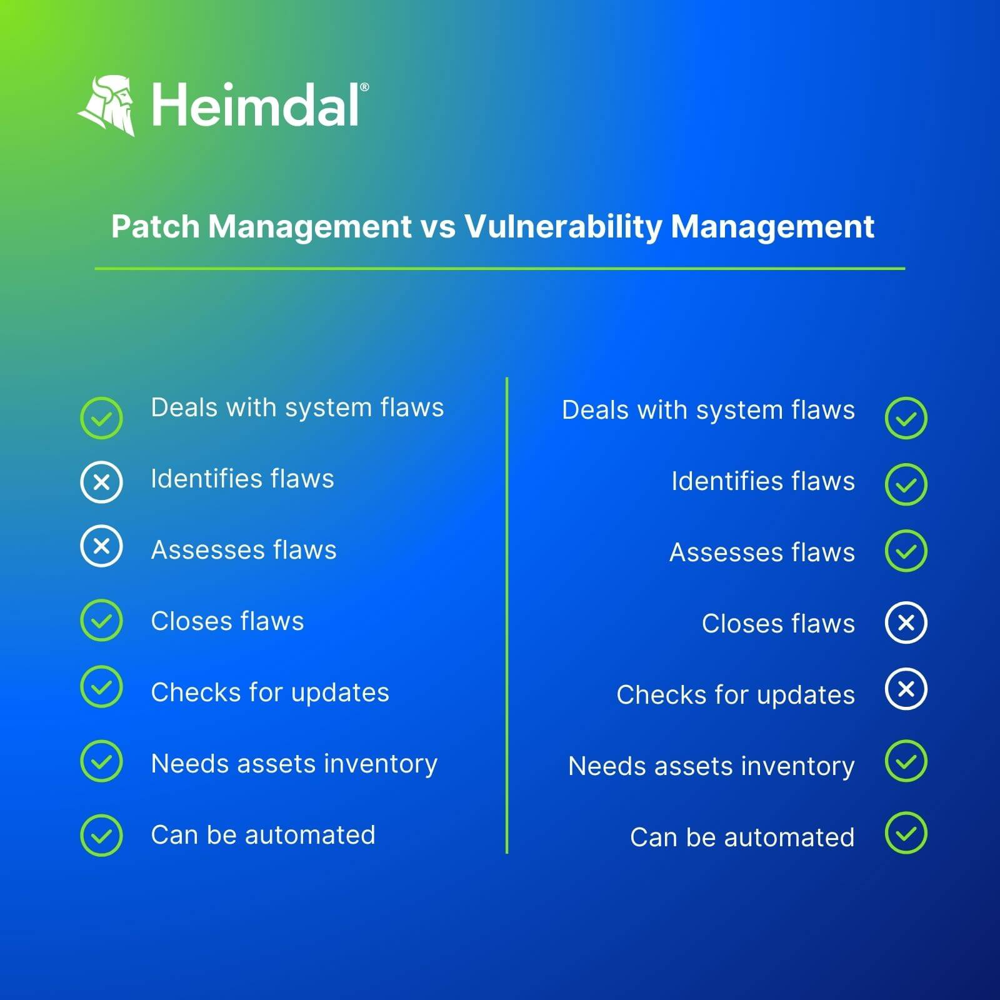 Heimdal®
Patch Management vs Vulnerability Management
Deals with system flaws
Identifies flaws
Assesses flaws
Closes flaws
Checks for updates
Needs assets inventory
Can be automated
Deals with system flaws
Identifies flaws
Assesses flaws
Closes flaws
Checks for updates
Needs assets inventory
Can be automated